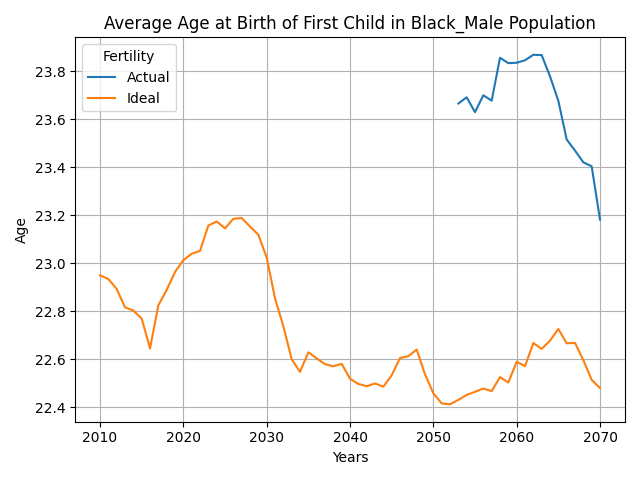 Average Age at Birth of First Child in Black_Male Population
Fertility
Actual
Ideal
23.8
23.6
23.4
23.2
23.0
22.8
22.6
22.4
Age
2010 2020 2030 2040 2050 2060 2070
Years